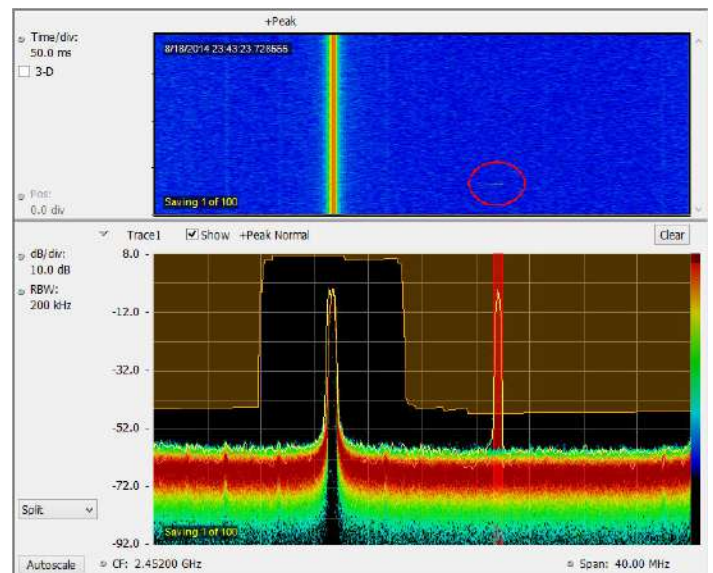 +Peak
Time/div:
50.0 ms
3-D
8/18/2014 23:43:23.728555
Pos:
0.0 div
Saving 1 of 100
Trace1 Show +Peak Normal Clear
dB/div:
10.0 dB
RBW:
200 kHz
8.0
-12.0
-32.0
-52.0
-72.0
-92.0
Split
Saving 1 of 100
Autoscale CF: 2.45200 GHz Span: 40.00 MHz